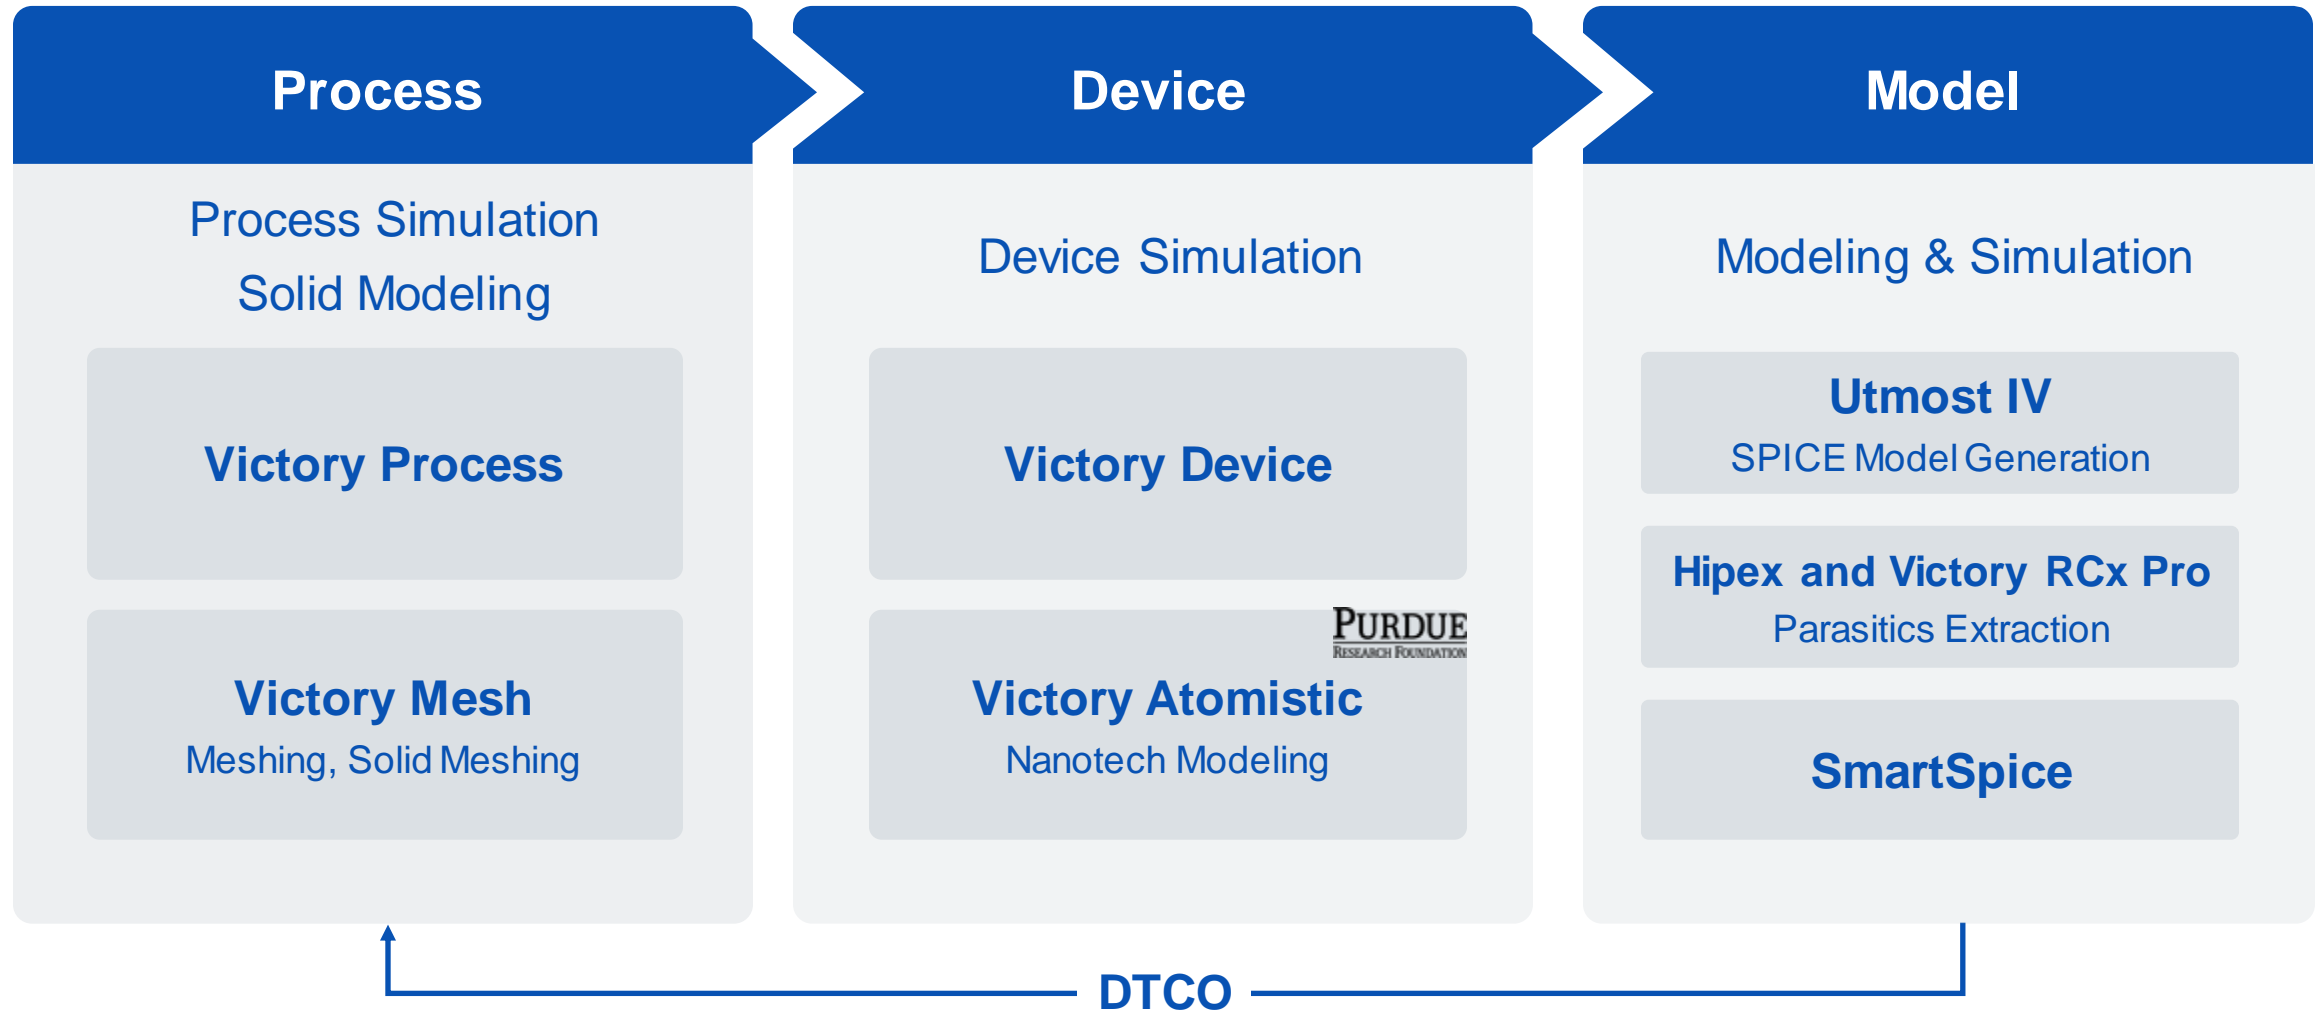 Process
Process Simulation
Solid Modeling
Victory Process
Victory Mesh
Meshing, Solid Meshing
Device
Device Simulation
Victory Device
PURDUE
RESEARCH FOUNDATION
Victory Atomistic
Nanotech Modeling
Model
Modeling & Simulation
Utmost IV
SPICE Model Generation
Hipex and Victory RCx Pro
Parasitics Extraction
SmartSpice
DTCO